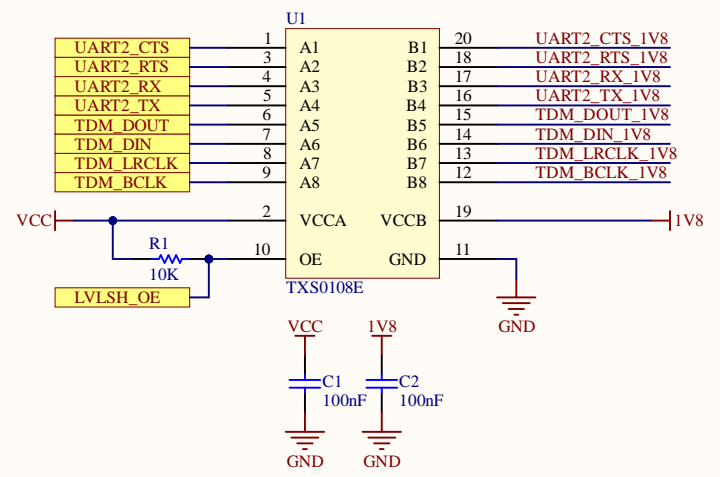 U1
UART2_CTS 1 A1 B1 20 UART2_CTS_1V8
UART2_RTS 3 A2 B2 18 UART2_RTS_1V8
UART2_RX 4 A3 B3 17 UART2_RX_1V8
UART2_TX 5 A4 B4 16 UART2_TX_1V8
TDM_DOUT 6 A5 B5 15 TDM_DOUT_1V8
TDM_DIN 7 A6 B6 14 TDM_DIN_1V8
TDM_LRCLK 8 A7 B7 13 TDM_LRCLK_1V8
TDM_BCLK 9 A8 B8 12 TDM_BCLK_1V8
VCC 2 VCCA VCCB 19 1V8
R1 10 OE GND 11
10K
LVLSH_OE TXS0108E
GND
VCC 1V8
C1 C2
100nF 100nF
GND GND